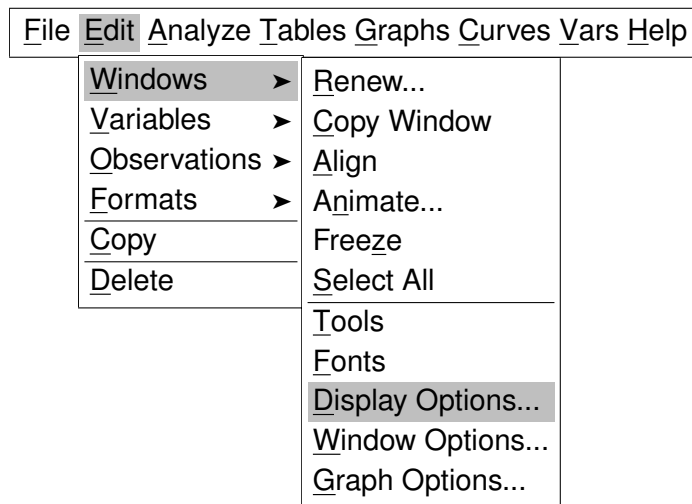 File Edit Analyze Tables Graphs Curves Vars Help
Windows ➤
Variables ➤
Observations ➤
Formats ➤
Copy
Delete
Renew...
Copy Window
Align
Animate...
Freeze
Select All
Tools
Fonts
Display Options...
Window Options...
Graph Options...